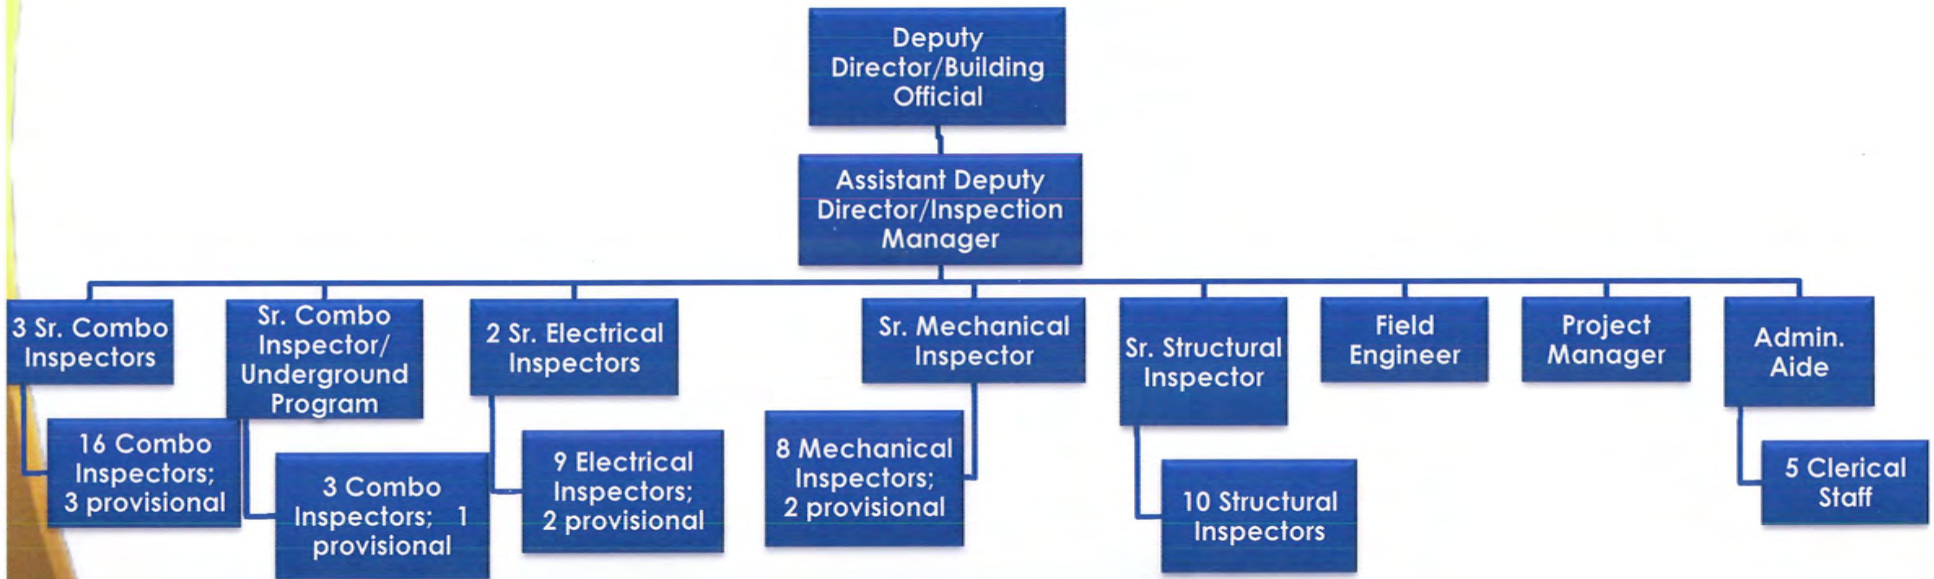 Deputy
Director/Building
Official
Assistant Deputy
Director/Inspection
Manager
3 Sr. Combo
Inspectors
Sr. Combo
Inspector/
Underground
Program
2 Sr. Electrical
Inspectors
Sr. Mechanical
Inspector
Sr. Structural
Inspector
Field
Engineer
Project
Manager
Admin.
Aide
16 Combo
Inspectors;
3 provisional
3 Combo
Inspectors; 1
provisional
9 Electrical
Inspectors;
2 provisional
8 Mechanical
Inspectors;
2 provisional
10 Structural
Inspectors
5 Clerical
Staff